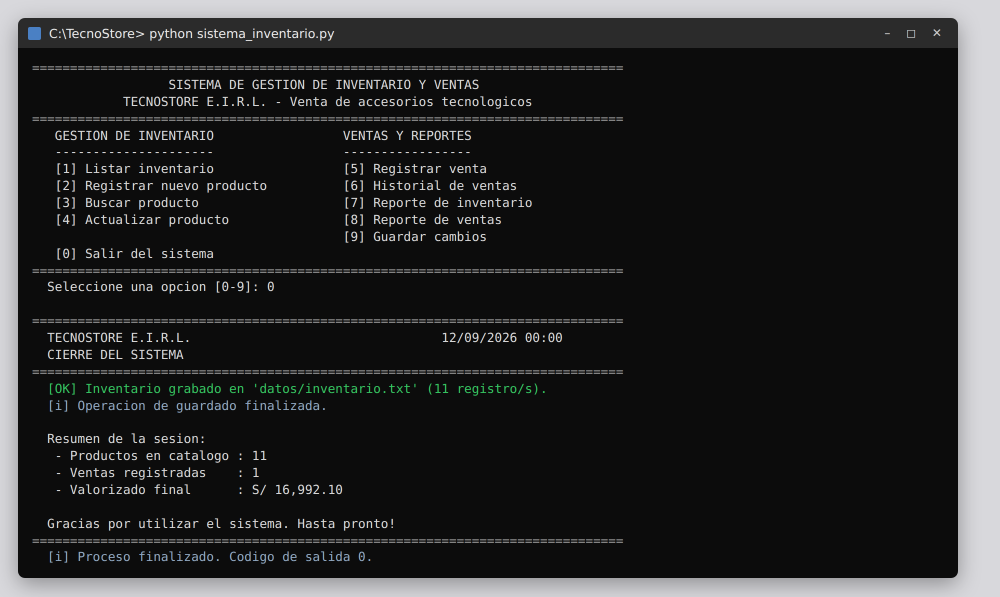 C:\TecnoStore> python sistema_inventario.py
==============================================================================
SISTEMA DE GESTION DE INVENTARIO Y VENTAS
TECNOSTORE E.I.R.L. - Venta de accesorios tecnologicos
==============================================================================
GESTION DE INVENTARIO                 VENTAS Y REPORTES
---------------------                 -----------------
[1] Listar inventario                 [5] Registrar venta
[2] Registrar nuevo producto          [6] Historial de ventas
[3] Buscar producto                   [7] Reporte de inventario
[4] Actualizar producto               [8] Reporte de ventas
[9] Guardar cambios
[0] Salir del sistema
==============================================================================
Seleccione una opcion [0-9]: 0
==============================================================================
TECNOSTORE E.I.R.L.                                 12/09/2026 00:00
CIERRE DEL SISTEMA
==============================================================================
[OK] Inventario grabado en 'datos/inventario.txt' (11 registro/s).
[i] Operacion de guardado finalizada.
Resumen de la sesion:
- Productos en catalogo : 11
- Ventas registradas    : 1
- Valorizado final      : S/ 16,992.10
Gracias por utilizar el sistema. Hasta pronto!
==============================================================================
[i] Proceso finalizado. Codigo de salida 0.